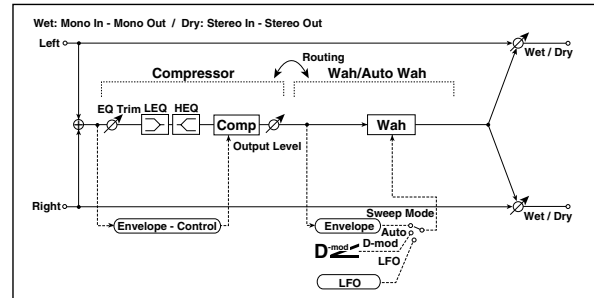 Wet: Mono In - Mono Out / Dry: Stereo In - Stereo Out
Left
Wet / Dry
Routing
Compressor
Wah/Auto Wah
EQ Trim
LEQ
HEQ
Comp
Wah
Output Level
Right
Wet / Dry
Envelope - Control
Envelope
Sweep Mode
Auto
D-mod
D-mod
LFO
LFO